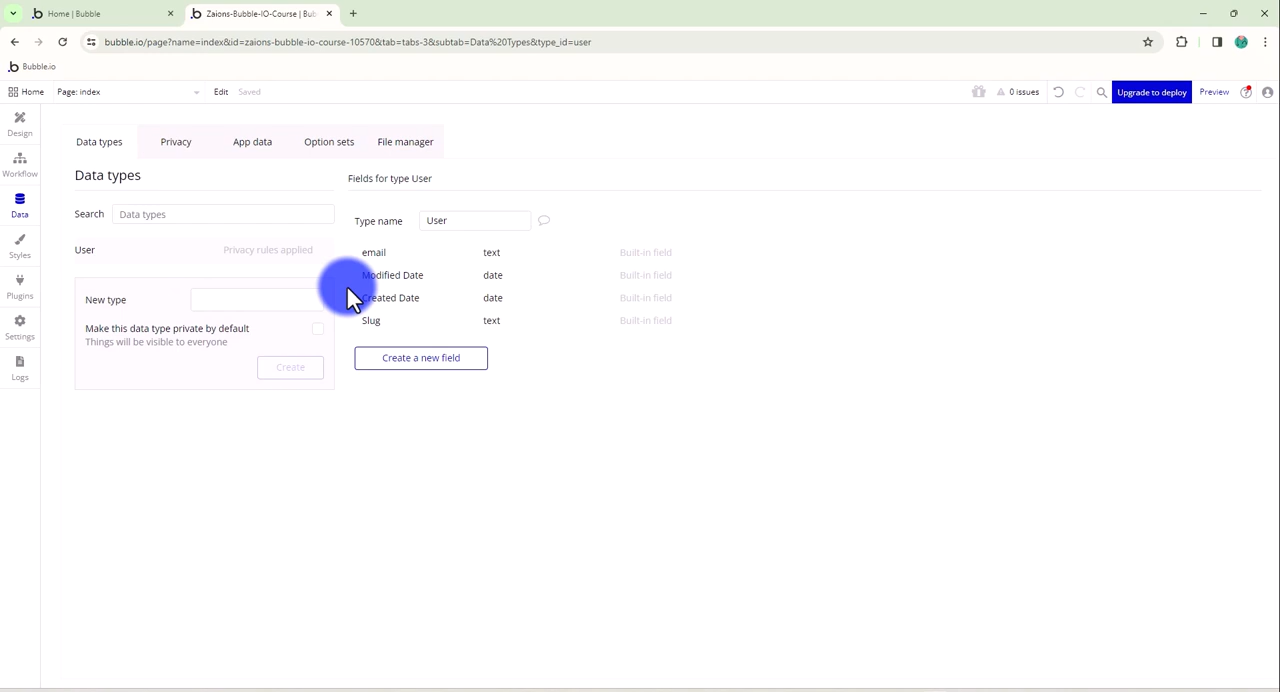 Home | Bubble
Zaions-Bubble-IO-Course | Bub
bubble.io/page?name=index&id=zaions-bubble-io-course-10570&tab=tabs-3&subtab=Data%20Types&type_id=user
Bubble.io
Home Page: index Edit Saved 0 issues Upgrade to deploy Preview
Design
Workflow
Data
Styles
Plugins
Settings
Logs
Data types Privacy App data Option sets File manager
Data types
Search Data types
User Privacy rules applied
New type
Make this data type private by default
Things will be visible to everyone
Create
Fields for type User
Type name User
email text Built-in field
Modified Date date Built-in field
Created Date date Built-in field
Slug text Built-in field
Create a new field